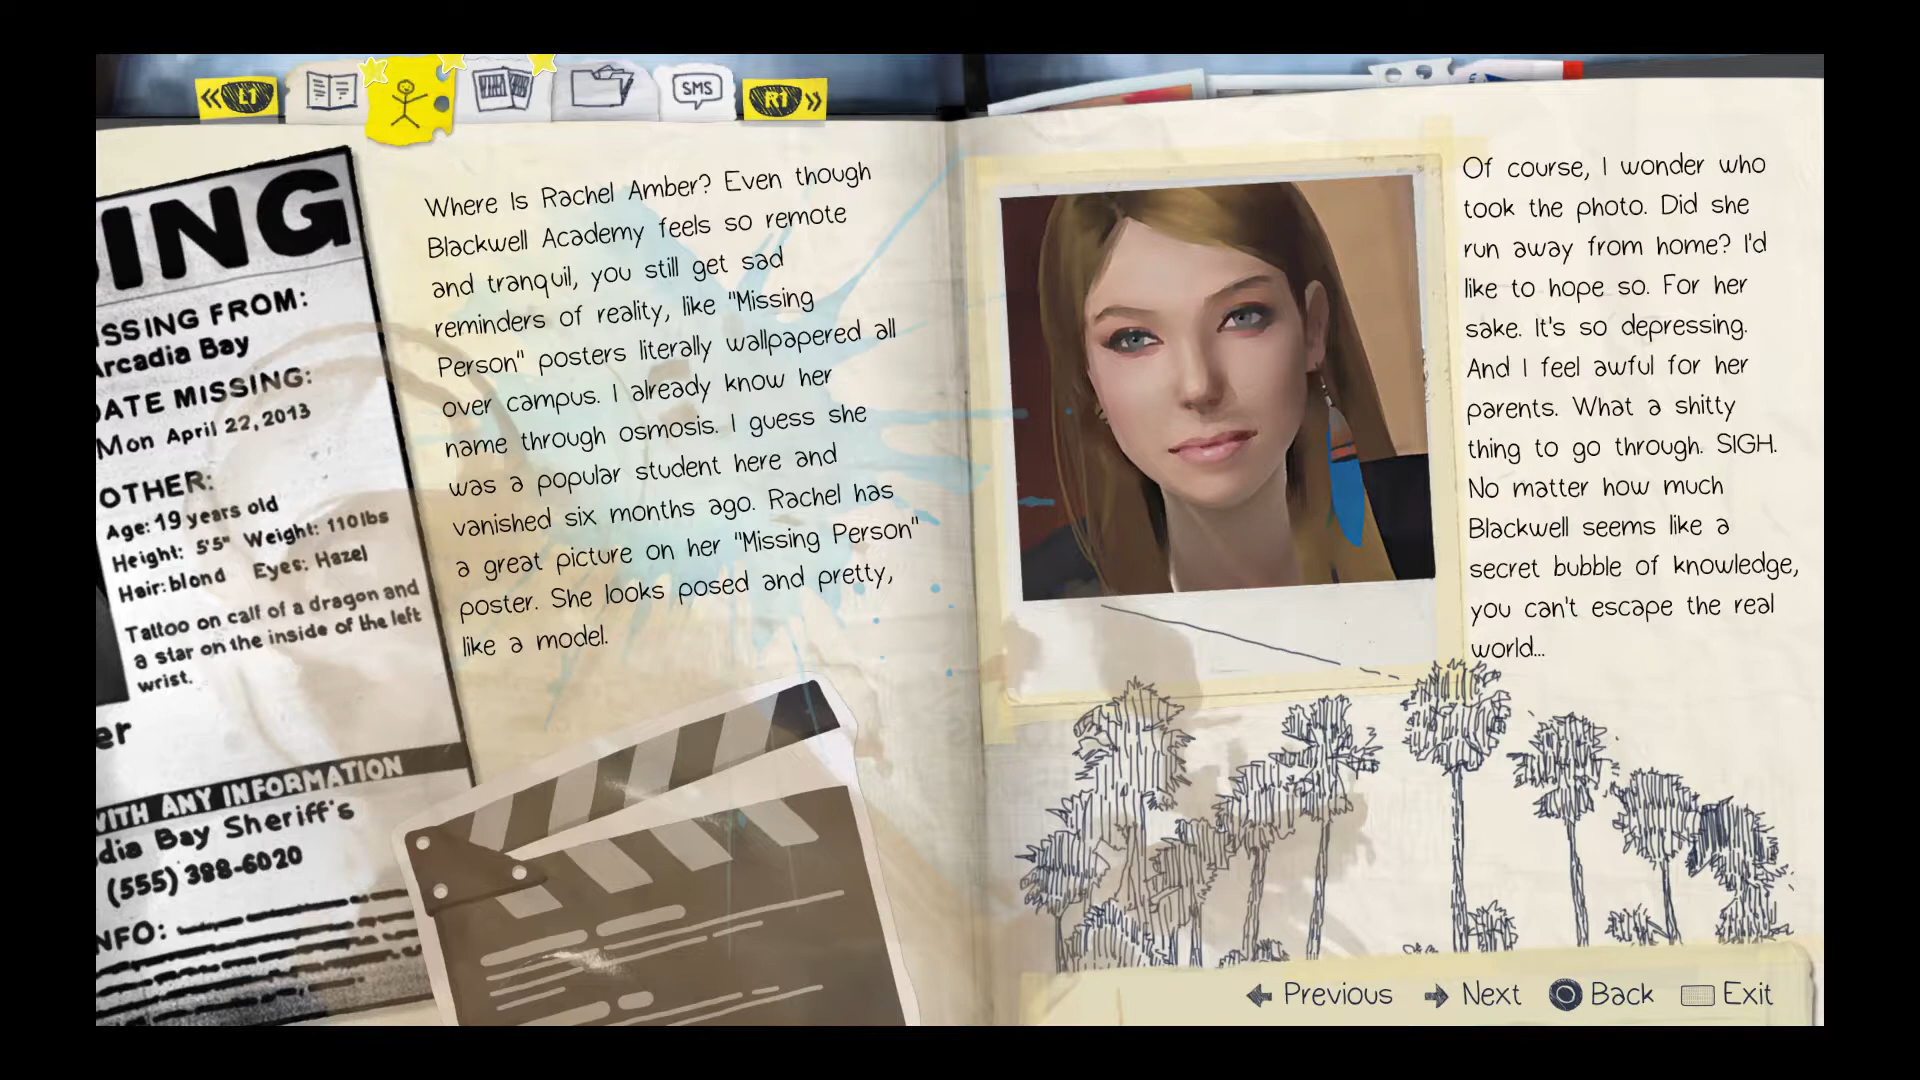 L1
SMS
R1
ING
SSING FROM:
Arcadia Bay
DATE MISSING:
Mon April 22, 2013
OTHER:
Age: 19 years old
Height: 5'5" Weight: 110lbs
Hair: blond Eyes: Hazel
Tattoo on calf of a dragon and
a star on the inside of the left
wrist.
er
WITH ANY INFORMATION
dia Bay Sheriff's
(555) 388-6020
NFO:
Where Is Rachel Amber? Even though
Blackwell Academy feels so remote
and tranquil, you still get sad
reminders of reality, like "Missing
Person" posters literally wallpapered all
over campus. I already know her
name through osmosis. I guess she
was a popular student here and
vanished six months ago. Rachel has
a great picture on her "Missing Person"
poster. She looks posed and pretty,
like a model.
Of course, I wonder who
took the photo. Did she
run away from home? I'd
like to hope so. For her
sake. It's so depressing.
And I feel awful for her
parents. What a shitty
thing to go through. SIGH.
No matter how much
Blackwell seems like a
secret bubble of knowledge,
you can't escape the real
world...
Previous Next Back Exit